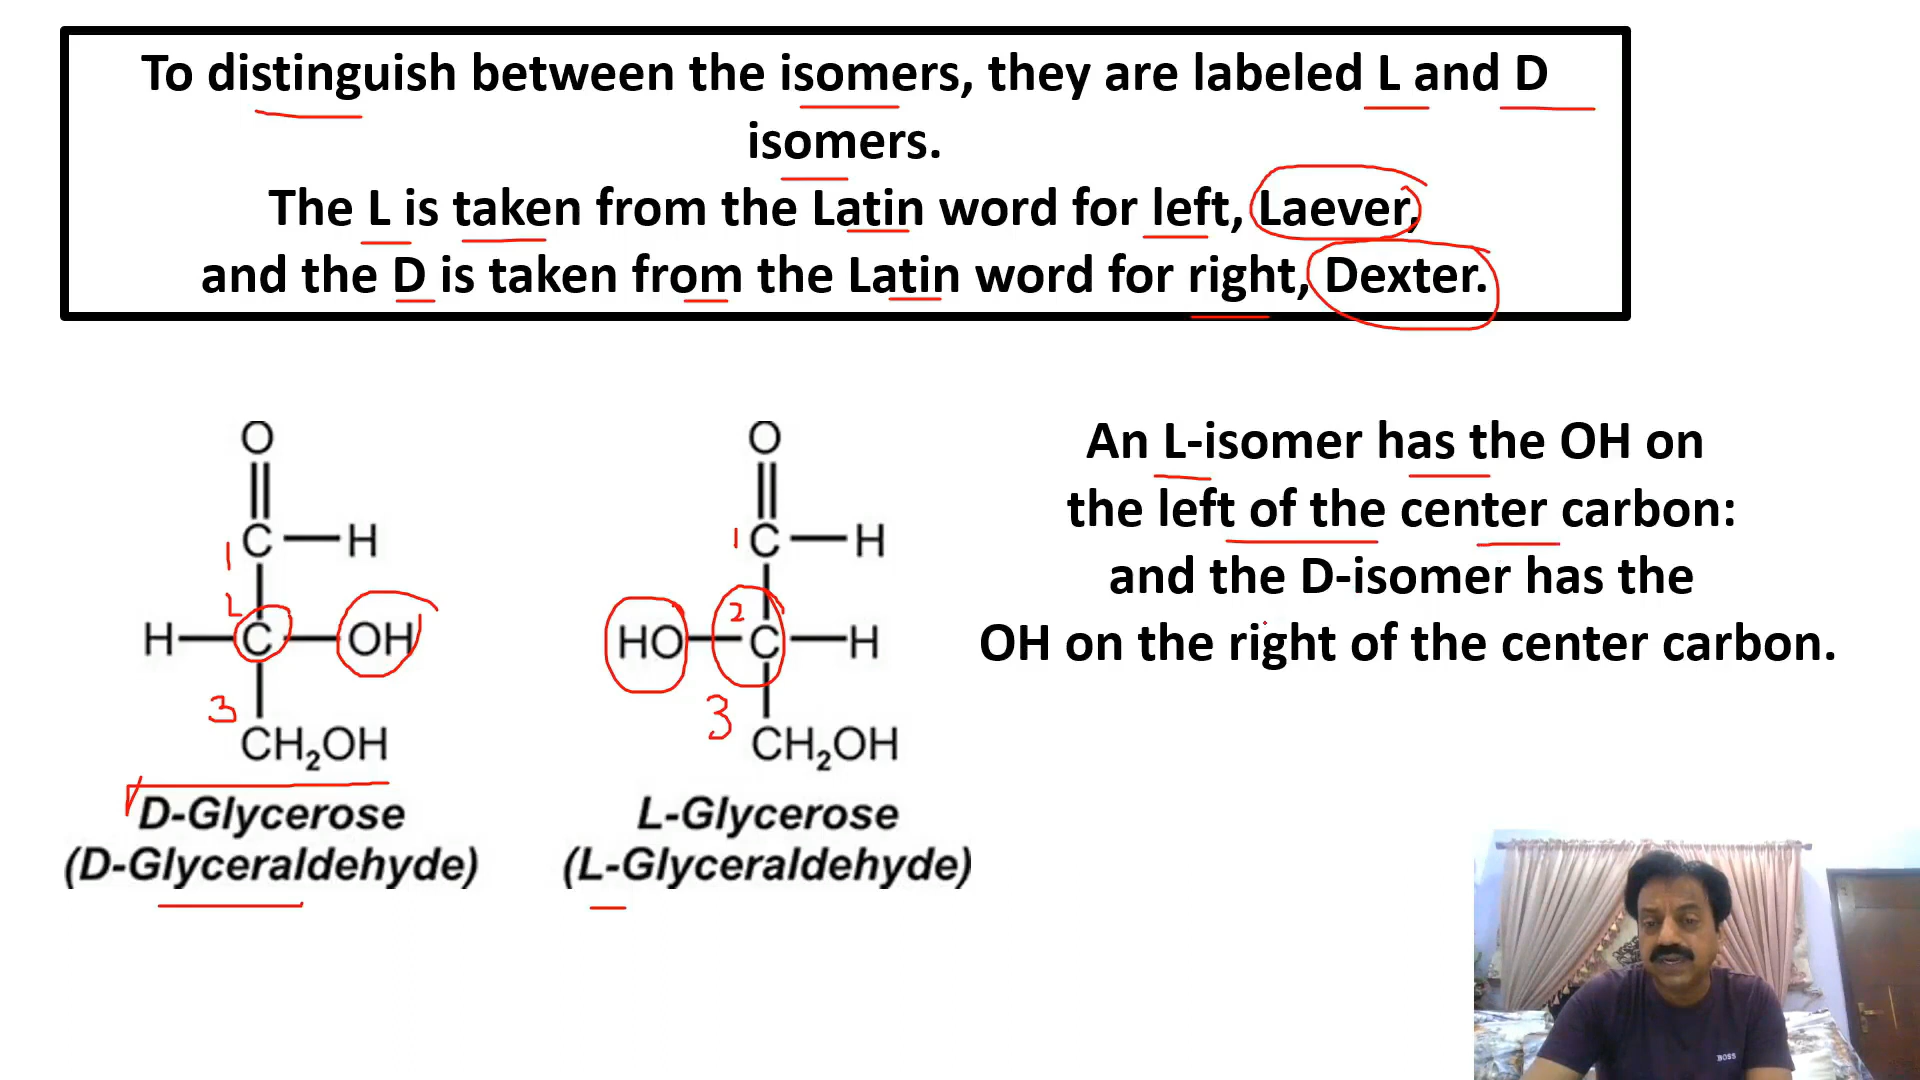 To distinguish between the isomers, they are labeled L and D
isomers.
The L is taken from the Latin word for left, Laever,
and the D is taken from the Latin word for right, Dexter.
O
C H
H C OH
CH₂OH
1
2
3
D-Glycerose
(D-Glyceraldehyde)
O
C H
HO C H
CH₂OH
1
2
3
L-Glycerose
(L-Glyceraldehyde)
An L-isomer has the OH on
the left of the center carbon:
and the D-isomer has the
OH on the right of the center carbon.
BOSS